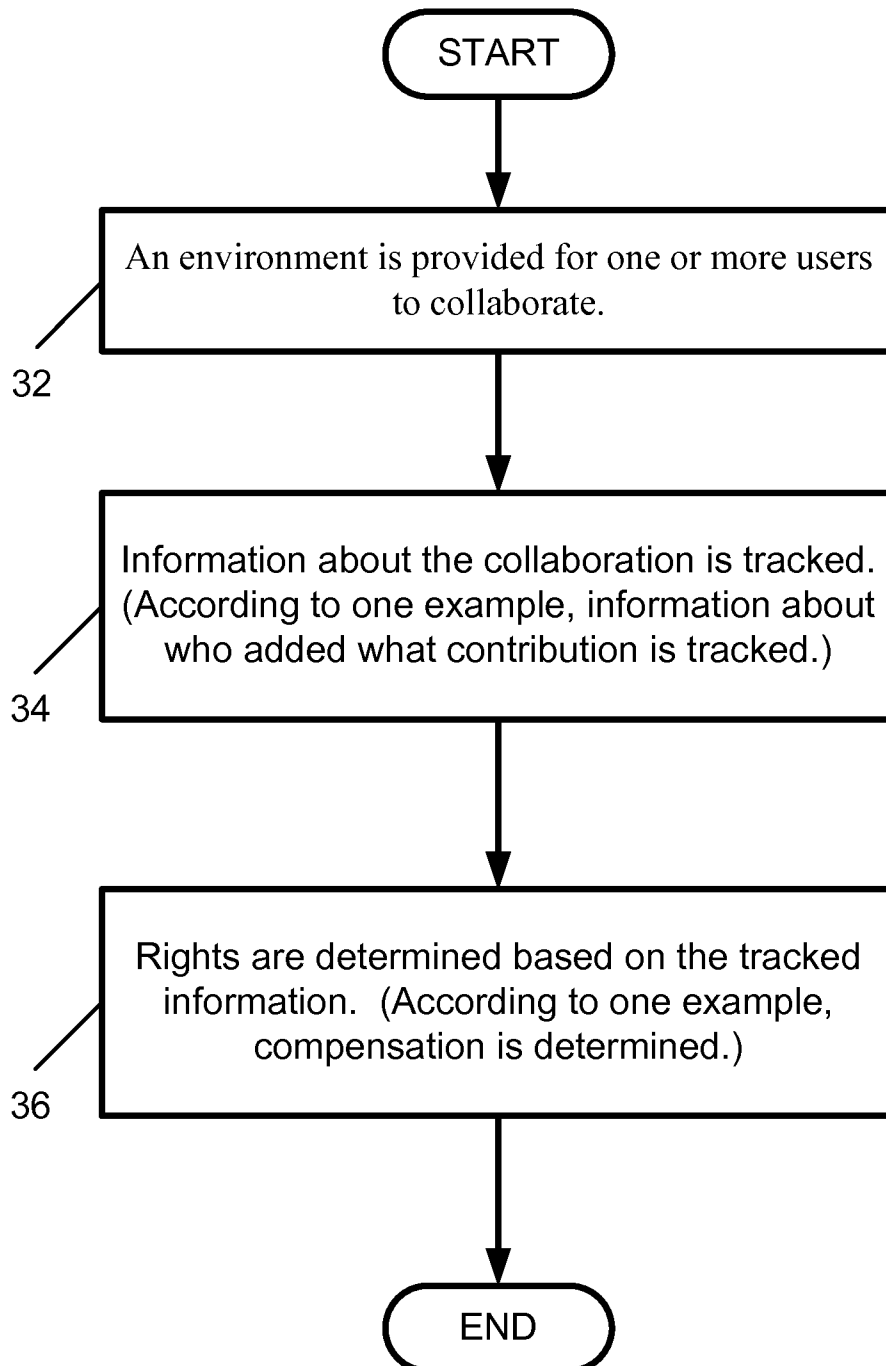 START
An environment is provided for one or more users
to collaborate.
32
Information about the collaboration is tracked.
(According to one example, information about
who added what contribution is tracked.)
34
Rights are determined based on the tracked
information.  (According to one example,
compensation is determined.)
36
END